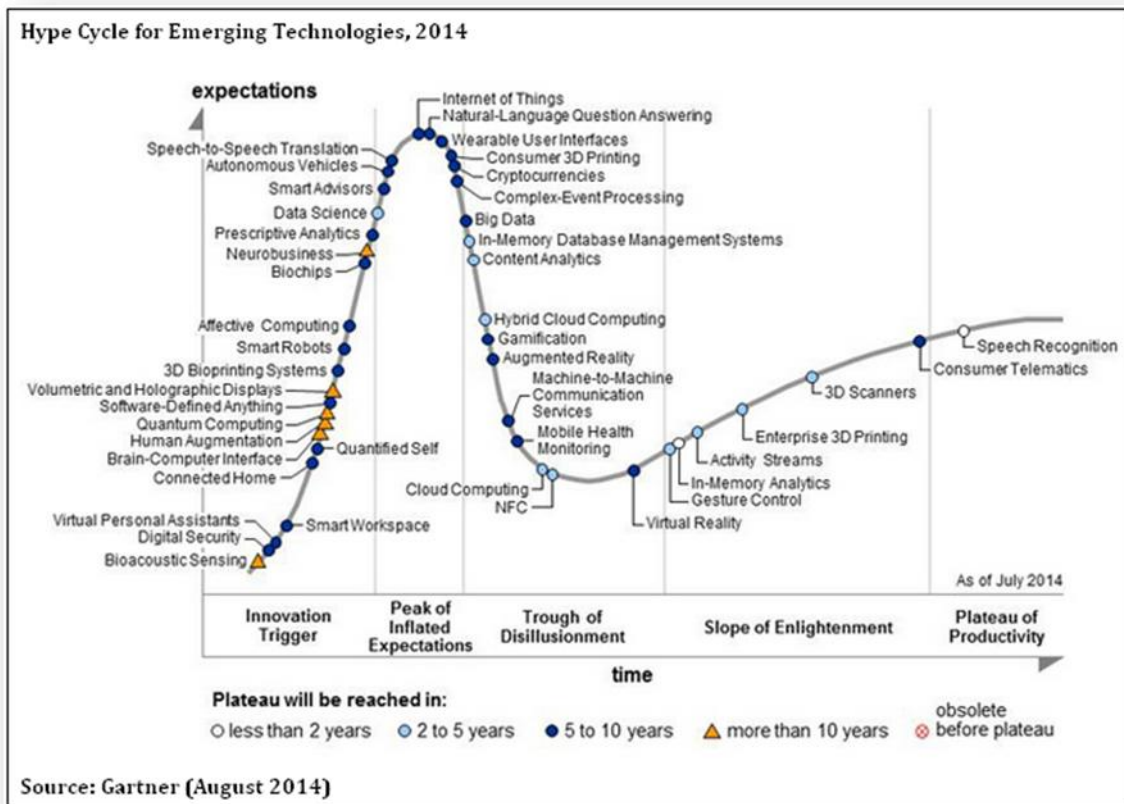 Hype Cycle for Emerging Technologies, 2014
expectations
Internet of Things
Natural-Language Question Answering
Wearable User Interfaces
Consumer 3D Printing
Cryptocurrencies
Complex-Event Processing
Big Data
In-Memory Database Management Systems
Content Analytics
Hybrid Cloud Computing
Gamification
Augmented Reality
Machine-to-Machine
Communication
Services
Mobile Health
Monitoring
Speech-to-Speech Translation
Autonomous Vehicles
Smart Advisors
Data Science
Prescriptive Analytics
Neurobusiness
Biochips
Affective Computing
Smart Robots
3D Bioprinting Systems
Volumetric and Holographic Displays
Software-Defined Anything
Quantum Computing
Human Augmentation
Brain-Computer Interface
Connected Home
Quantified Self
Virtual Personal Assistants
Digital Security
Bioacoustic Sensing
Smart Workspace
Cloud Computing
NFC
Virtual Reality
Gesture Control
In-Memory Analytics
Activity Streams
Enterprise 3D Printing
3D Scanners
Consumer Telematics
Speech Recognition
As of July 2014
Innovation
Trigger
Peak of
Inflated
Expectations
Trough of
Disillusionment
Slope of Enlightenment
Plateau of
Productivity
time
Plateau will be reached in:
less than 2 years
2 to 5 years
5 to 10 years
more than 10 years
obsolete
before plateau
Source: Gartner (August 2014)